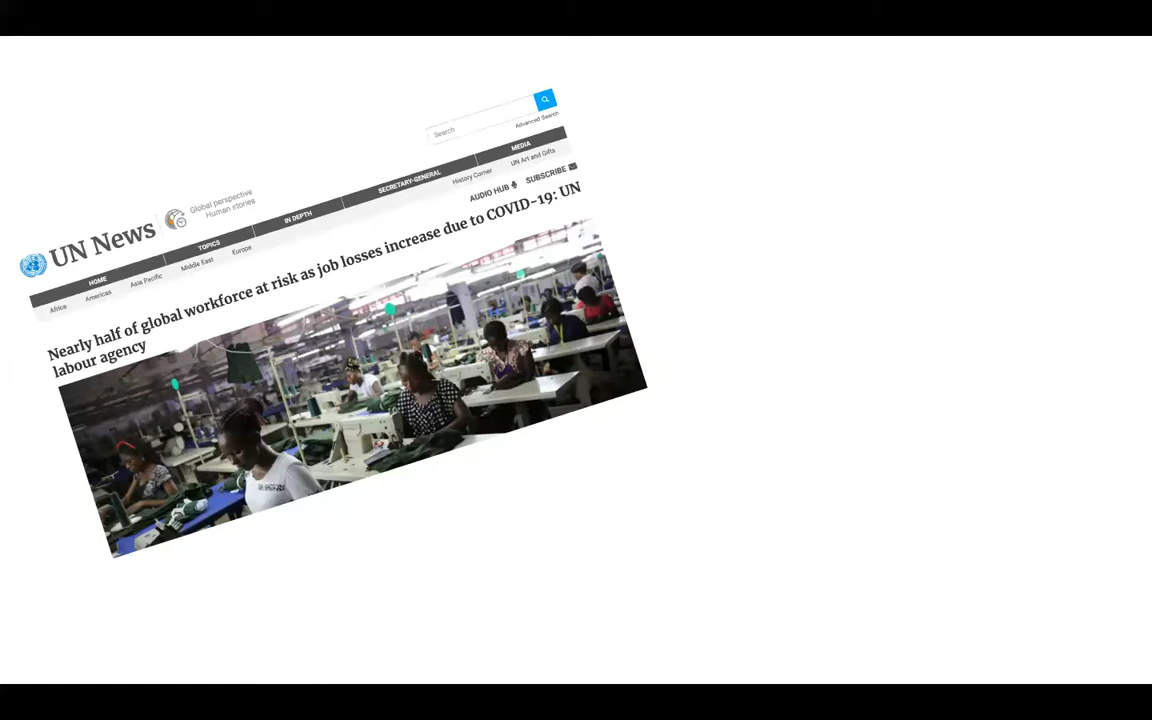 Search
Advanced Search
UN News
Global perspective
Human stories
HOME
TOPICS
IN DEPTH
SECRETARY-GENERAL
MEDIA
Africa
Americas
Asia Pacific
Middle East
Europe
History Corner
UN Art and Gifts
AUDIO HUB
SUBSCRIBE
Nearly half of global workforce at risk as job losses increase due to COVID-19: UN
labour agency